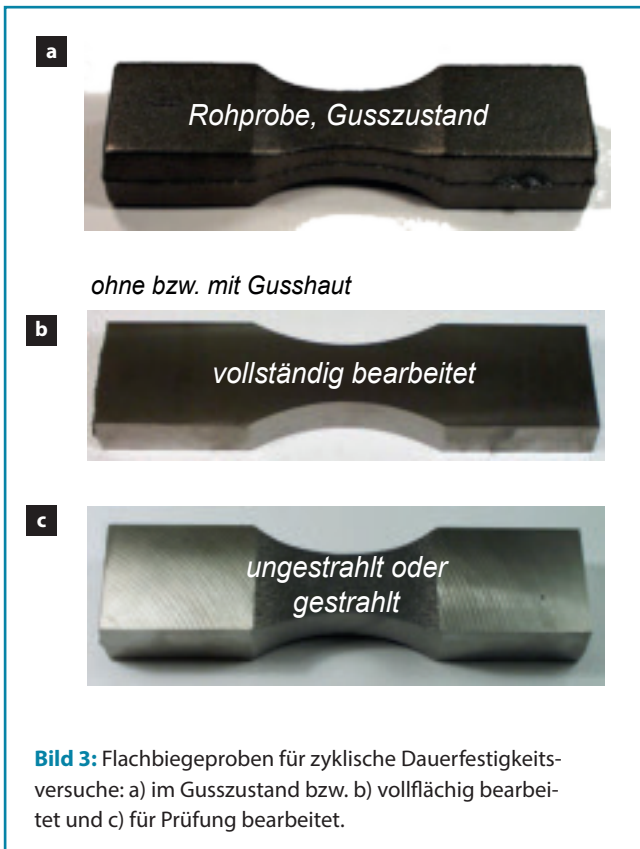 a
Rohprobe, Gusszustand
ohne bzw. mit Gusshaut
b
vollständig bearbeitet
c
ungestrahlt oder
gestrahlt
Bild 3: Flachbiegeproben für zyklische Dauerfestigkeits-
versuche: a) im Gusszustand bzw. b) vollflächig bearbei-
tet und c) für Prüfung bearbeitet.